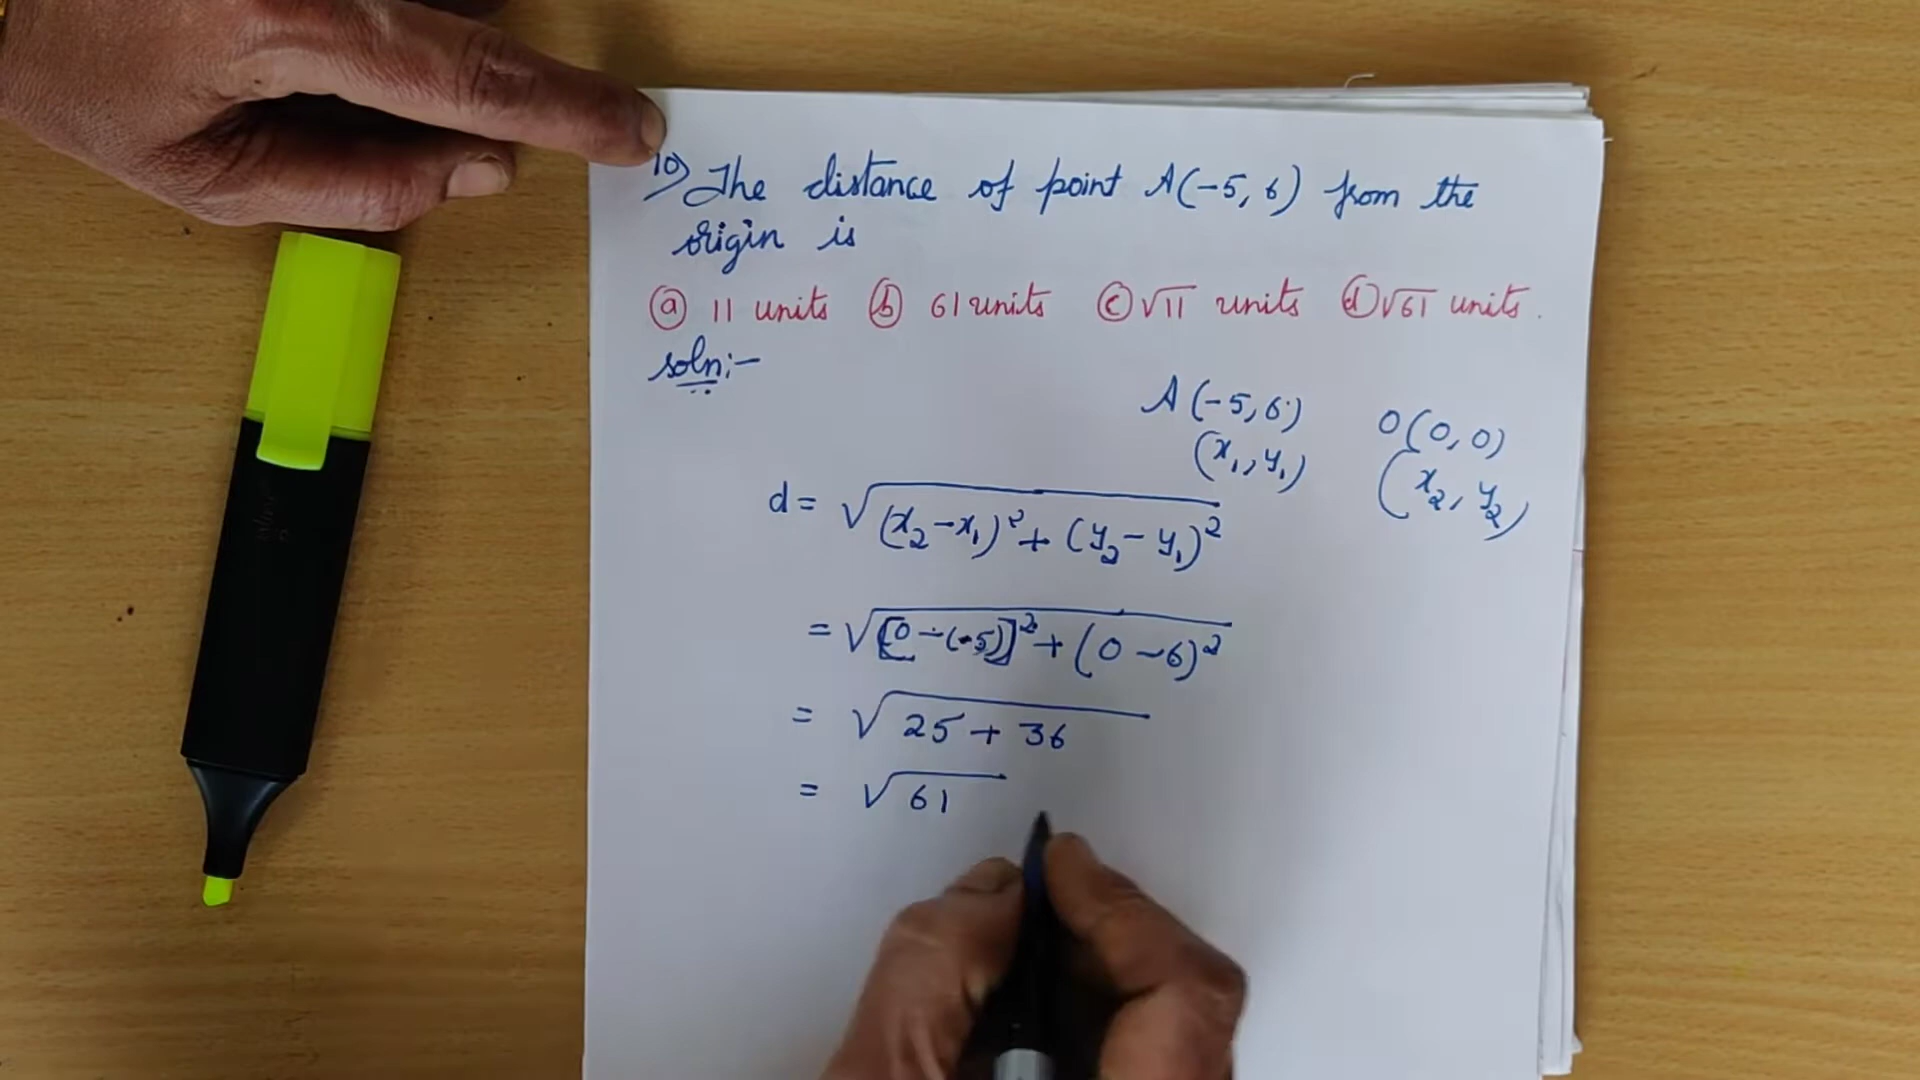 10) The distance of point A(-5, 6) from the
origin is
ⓐ 11 units ⓑ 61 units ⓒ √11 units ⓓ √61 units.
soln:-
A(-5,6) O(0,0)
(x₁, y₁) (x₂, y₂)
d = √(x₂-x₁)² + (y₂- y₁)²
= √[0-(-5)]² + (0-6)²
= √25 + 36
= √61